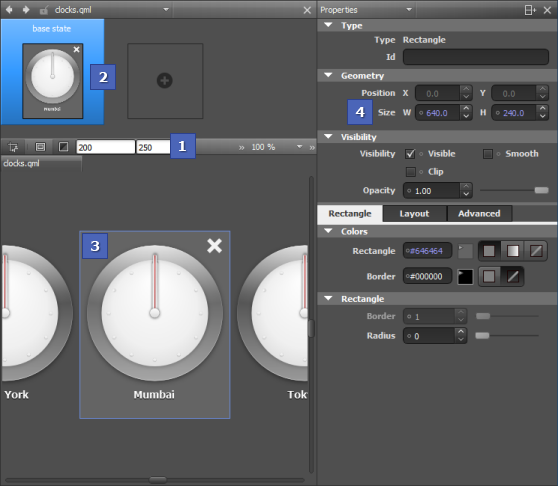 clocks.qml
base state
Mumbai
2
200 250 1 » 100 % »
clocks.qml
3
York
Mumbai
Tok
Properties
Type
Type Rectangle
Id
Geometry
Position X 0.0 Y 0.0
4 Size W 640.0 H 240.0
Visibility
Visibility Visible Smooth
Clip
Opacity 1.00
Rectangle Layout Advanced
Colors
Rectangle #646464
Border #000000
Rectangle
Border 1
Radius 0